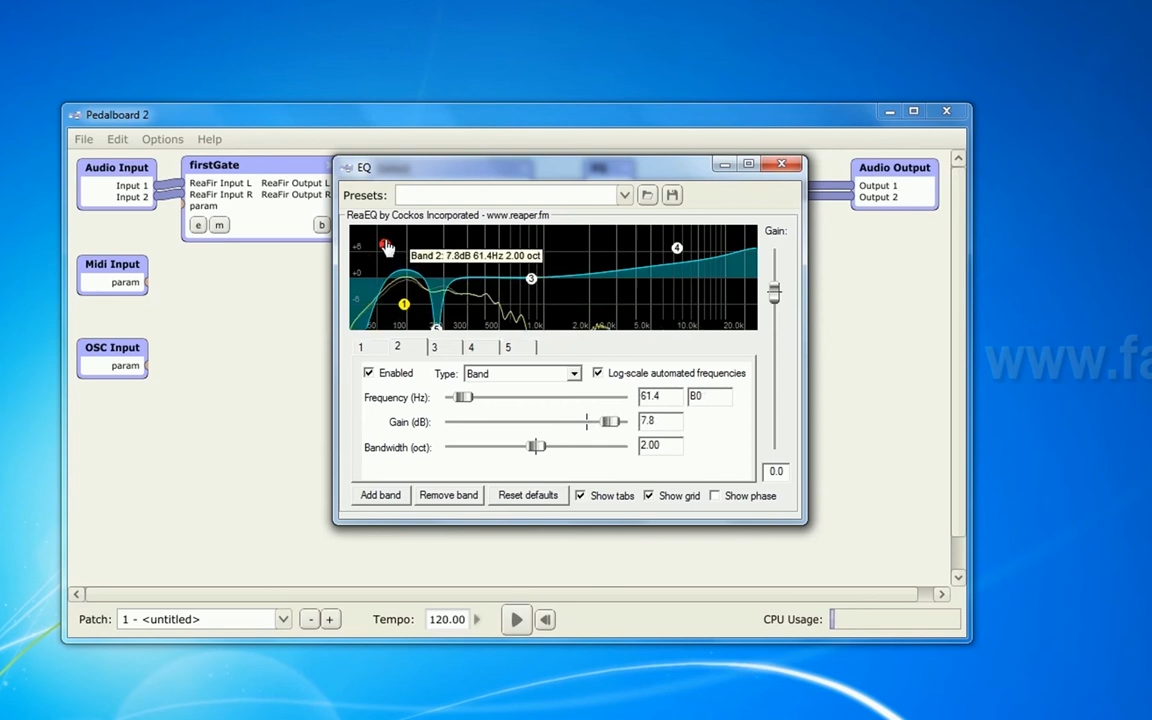 Pedalboard 2
File Edit Options Help
Audio Input
Input 1
Input 2
firstGate
ReaFir Input L ReaFir Output L
ReaFir Input R ReaFir Output R
param
e m b
Midi Input
param
OSC Input
param
Audio Output
Output 1
Output 2
EQ
Presets:
ReaEQ by Cockos Incorporated - www.reaper.fm
Gain:
+6
+0
-6
Band 2: 7.8dB 61.4Hz 2.00 oct
1 3 4 5
50 100 300 500 1.0k 2.0k 5.0k 10.0k 20.0k
1 2 3 4 5
Enabled Type: Band Log-scale automated frequencies
Frequency (Hz): 61.4 B0
Gain (dB): 7.8
Bandwidth (oct): 2.00
0.0
Add band Remove band Reset defaults Show tabs Show grid Show phase
www.fa
Patch: 1 - <untitled> - + Tempo: 120.00 CPU Usage: